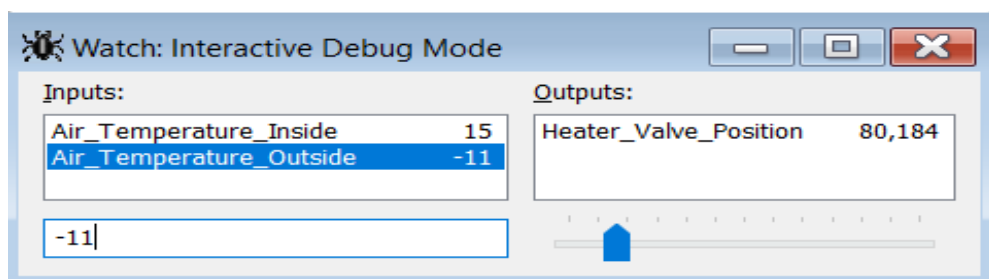 Watch: Interactive Debug Mode
Inputs:
Air_Temperature_Inside 15
Air_Temperature_Outside -11
-11
Outputs:
Heater_Valve_Position 80,184